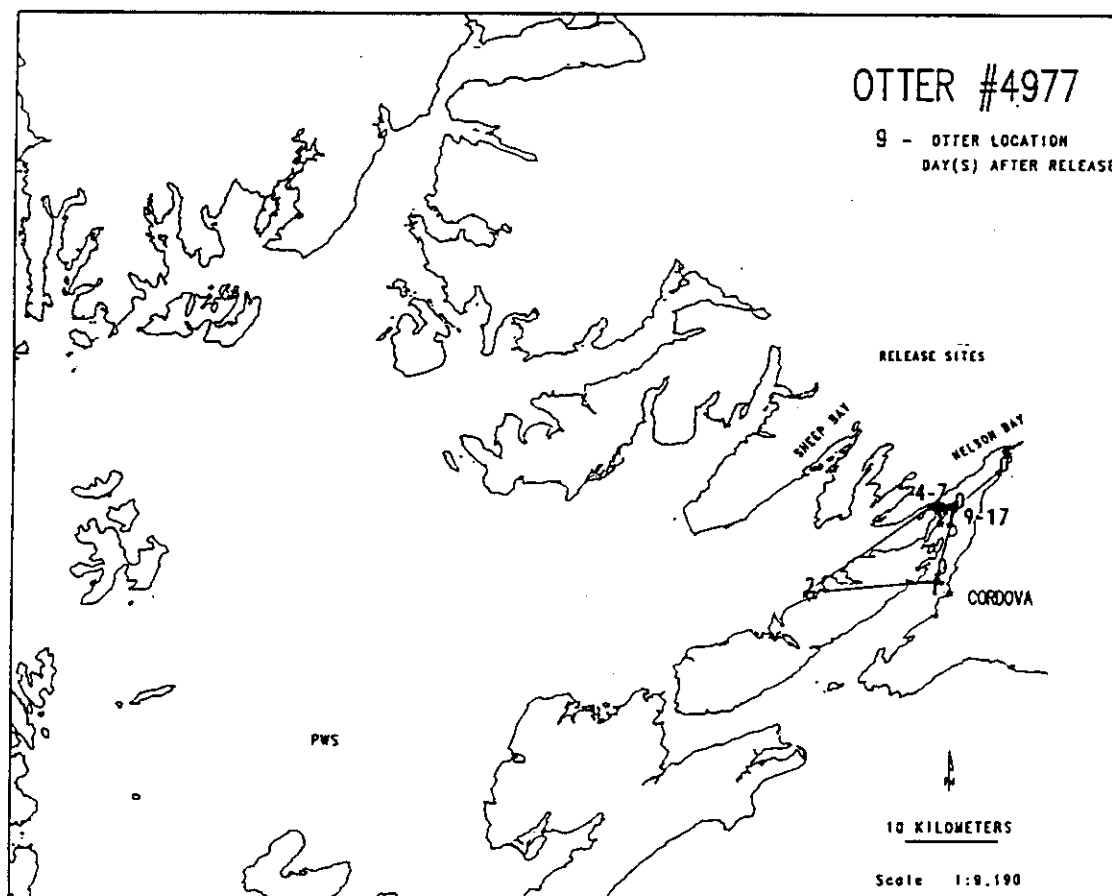 OTTER #4977
9 - OTTER LOCATION
DAY(S) AFTER RELEASE
RELEASE SITES
SHEEP BAY
NELSON BAY
4-7
0
9-17
2
CORDOVA
PWS
10 KILOMETERS
Scale 1:9.190